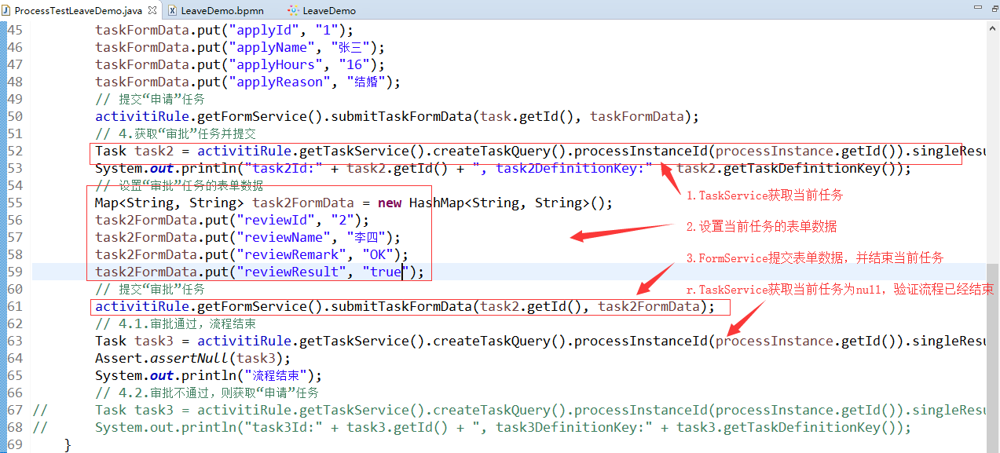 ProcessTestLeaveDemo.java LeaveDemo.bpmn LeaveDemo
45 taskFormData.put("applyId", "1");
46 taskFormData.put("applyName", "张三");
47 taskFormData.put("applyHours", "16");
48 taskFormData.put("applyReason", "结婚");
49 // 提交“申请”任务
50 activitiRule.getFormService().submitTaskFormData(task.getId(), taskFormData);
51 // 4.获取“审批”任务并提交
52 Task task2 = activitiRule.getTaskService().createTaskQuery().processInstanceId(processInstance.getId()).singleResu
53 System.out.println("task2Id:" + task2.getId() + ", task2DefinitionKey:" task2.getTaskDefinitionKey());
54 // 设置“审批”任务的表单数据
1.TaskService获取当前任务
55 Map<String, String> task2FormData = new HashMap<String, String>();
56 task2FormData.put("reviewId", "2");
2.设置当前任务的表单数据
57 task2FormData.put("reviewName", "李四");
58 task2FormData.put("reviewRemark", "OK");
3.FormService提交表单数据，并结束当前任务
59 task2FormData.put("reviewResult", "true");
60 // 提交“审批”任务
r.TaskService获取当前任务为null，验证流程已经结束
61 activitiRule.getFormService().submitTaskFormData(task2.getId(), task2FormData);
62 // 4.1.审批通过，流程结束
63 Task task3 = activitiRule.getTaskService().createTaskQuery().processInstanceId(processInstance.getId()).singleResu
64 Assert.assertNull(task3);
65 System.out.println("流程结束");
66 // 4.2.审批不通过，则获取“申请”任务
67 // Task task3 = activitiRule.getTaskService().createTaskQuery().processInstanceId(processInstance.getId()).singleResu
68 // System.out.println("task3Id:" + task3.getId() + ", task3DefinitionKey:" + task3.getTaskDefinitionKey());
69 }